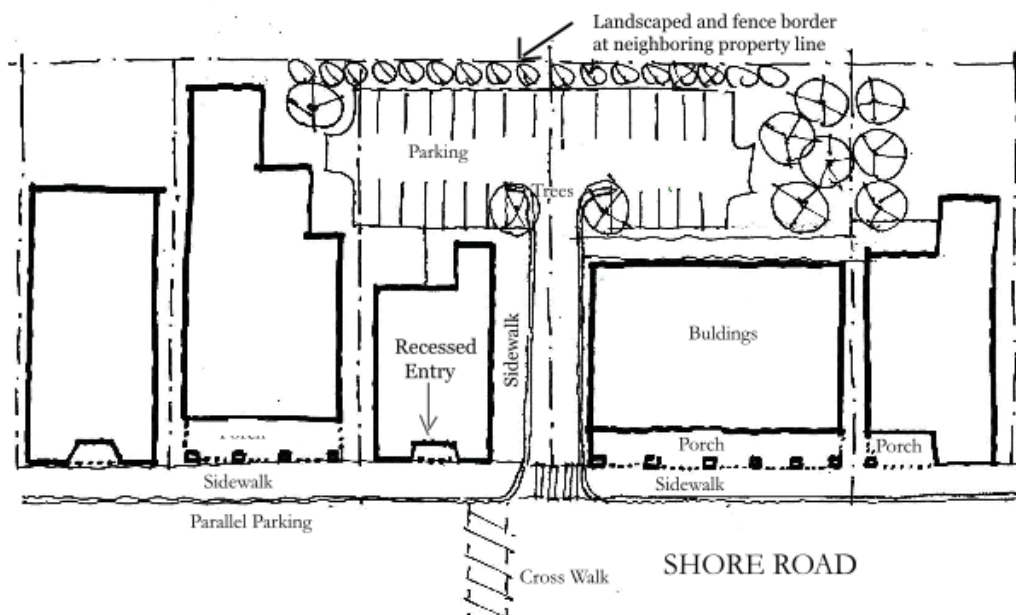 Landscaped and fence border
at neighboring property line
Parking
Trees
Sidewalk
Recessed
Entry
Buldings
Porch
Porch
Porch
Sidewalk
Sidewalk
Parallel Parking
Cross Walk
SHORE ROAD